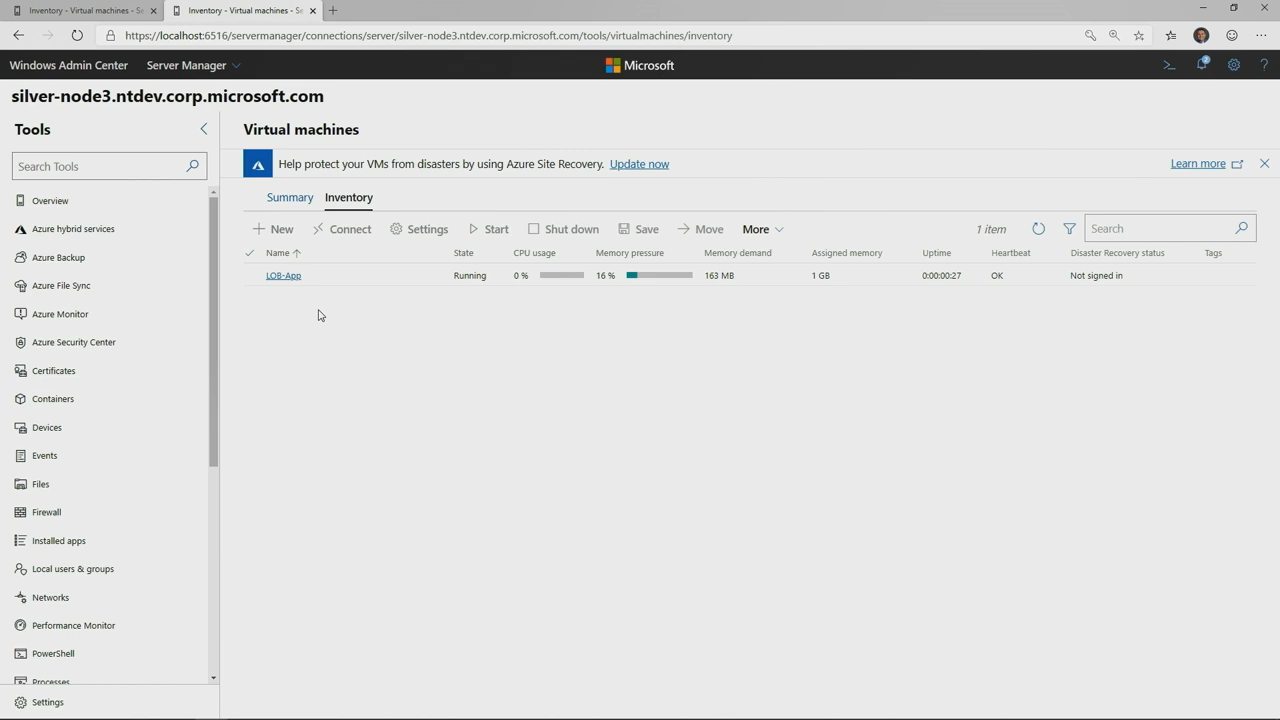 Inventory - Virtual machines - Se
Inventory - Virtual machines - Se
https://localhost:6516/servermanager/connections/server/silver-node3.ntdev.corp.microsoft.com/tools/virtualmachines/inventory
Windows Admin Center Server Manager Microsoft 2 ?
silver-node3.ntdev.corp.microsoft.com
Tools
Search Tools
Overview
Azure hybrid services
Azure Backup
Azure File Sync
Azure Monitor
Azure Security Center
Certificates
Containers
Devices
Events
Files
Firewall
Installed apps
Local users & groups
Networks
Performance Monitor
PowerShell
Processes
Settings
Virtual machines
Help protect your VMs from disasters by using Azure Site Recovery. Update now Learn more
Summary Inventory
New Connect Settings Start Shut down Save Move More 1 item Search
Name State CPU usage Memory pressure Memory demand Assigned memory Uptime Heartbeat Disaster Recovery status Tags
LOB-App Running 0 % 16 % 163 MB 1 GB 0:00:00:27 OK Not signed in